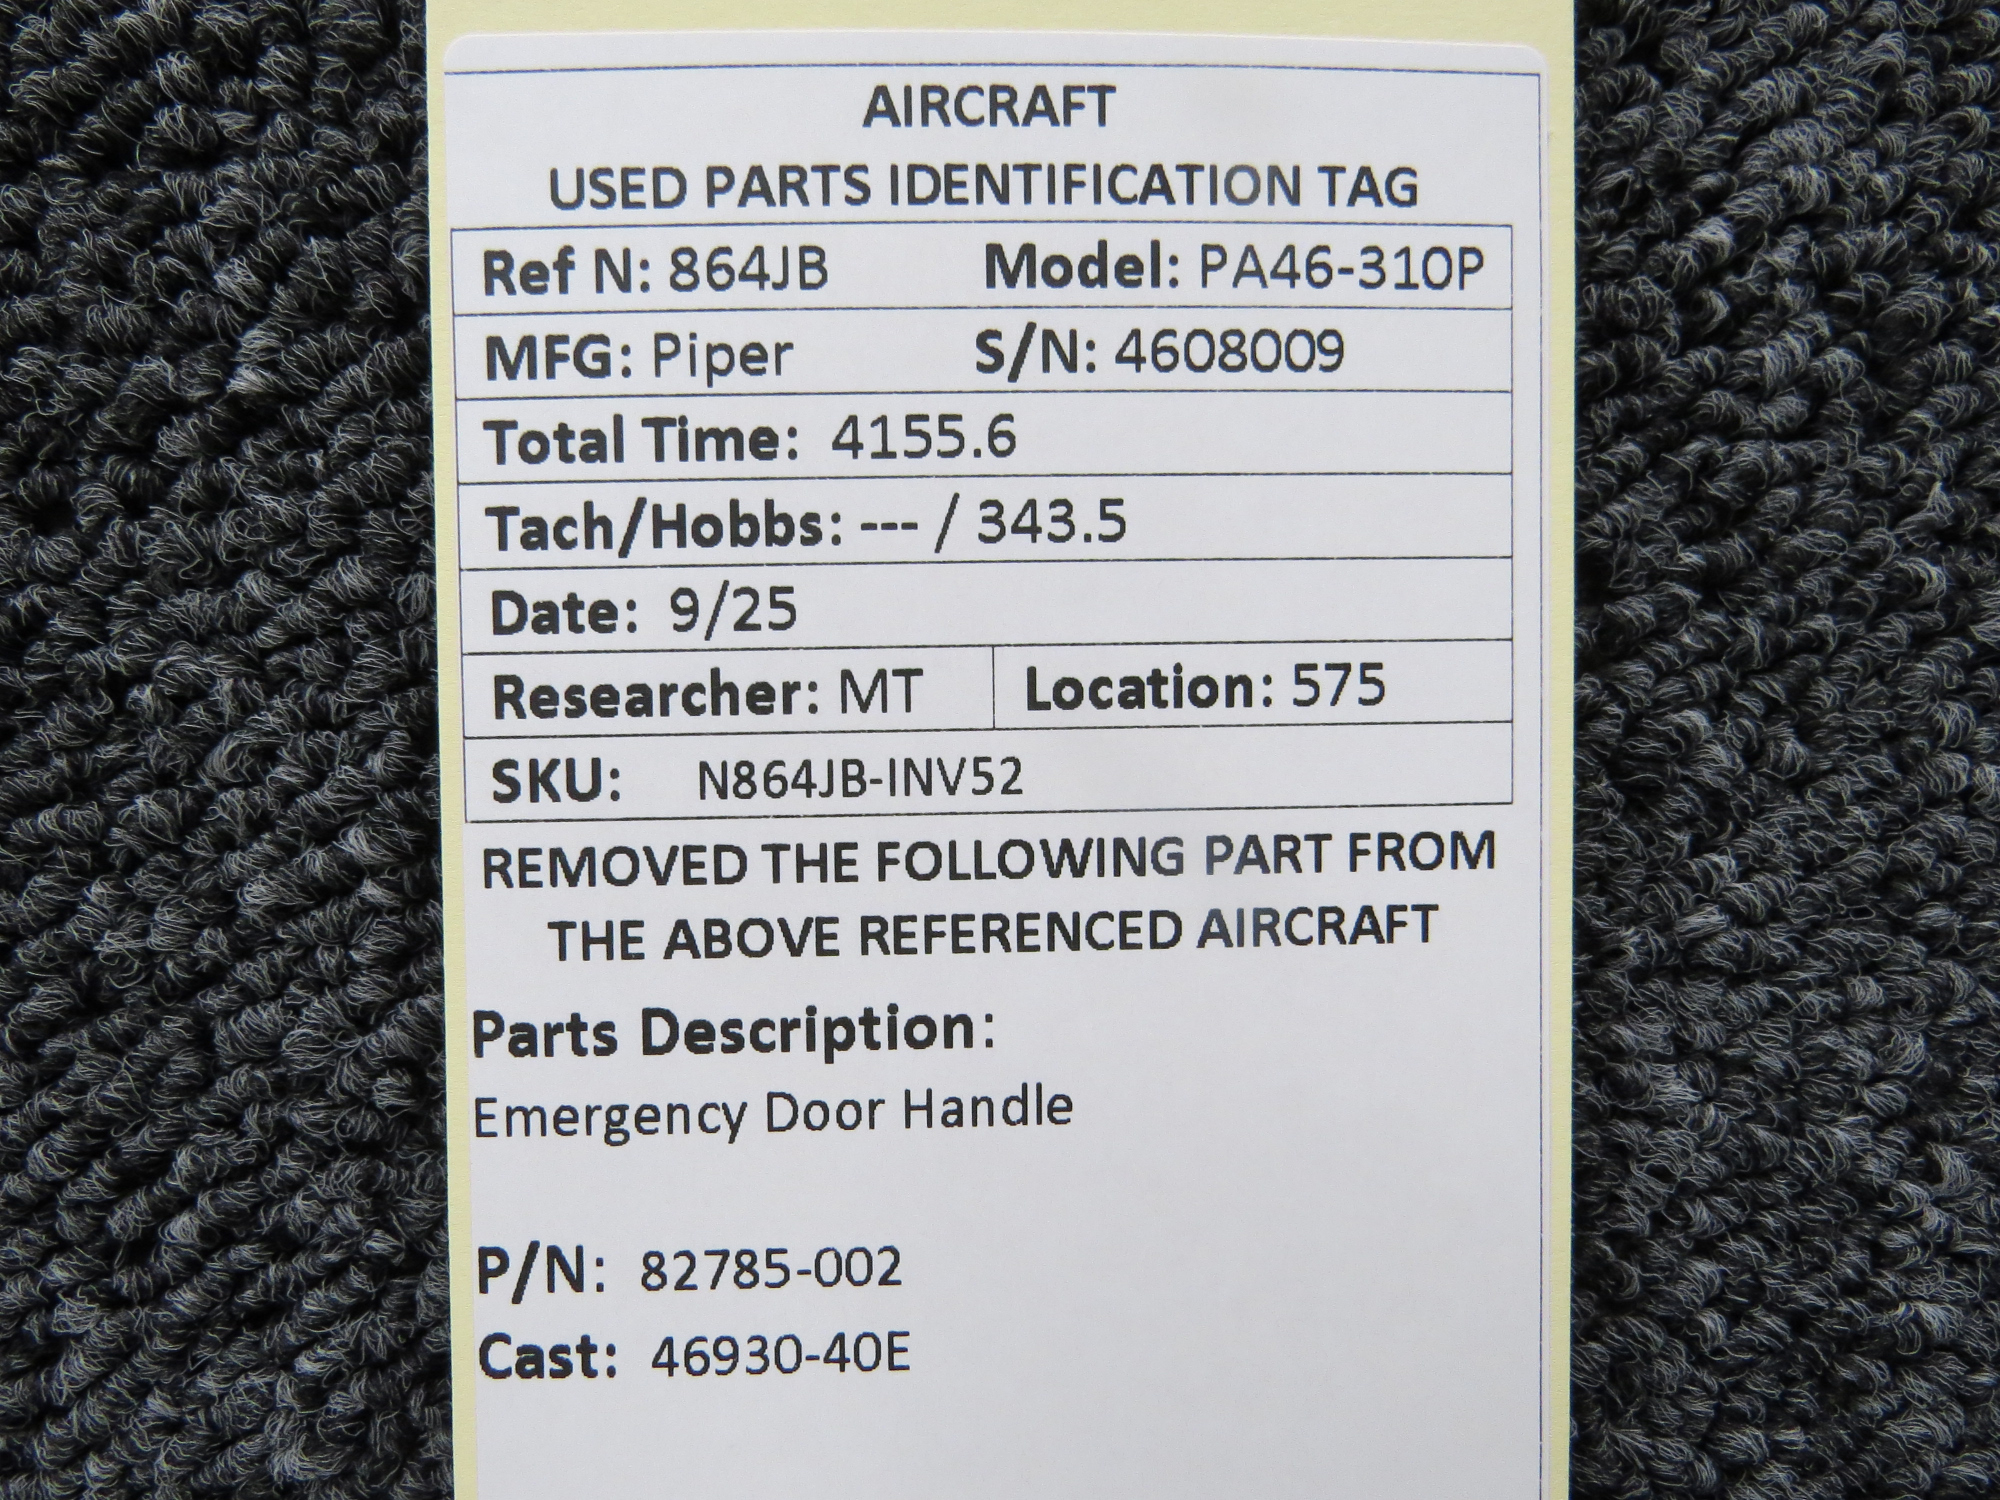 AIRCRAFT
USED PARTS IDENTIFICATION TAG
Ref N: 864JB Model: PA46-310P
MFG: Piper S/N: 4608009
Total Time: 4155.6
Tach/Hobbs: --- / 343.5
Date: 9/25
Researcher: MT Location: 575
SKU: N864JB-INV52
REMOVED THE FOLLOWING PART FROM
THE ABOVE REFERENCED AIRCRAFT
Parts Description:
Emergency Door Handle
P/N: 82785-002
Cast: 46930-40E